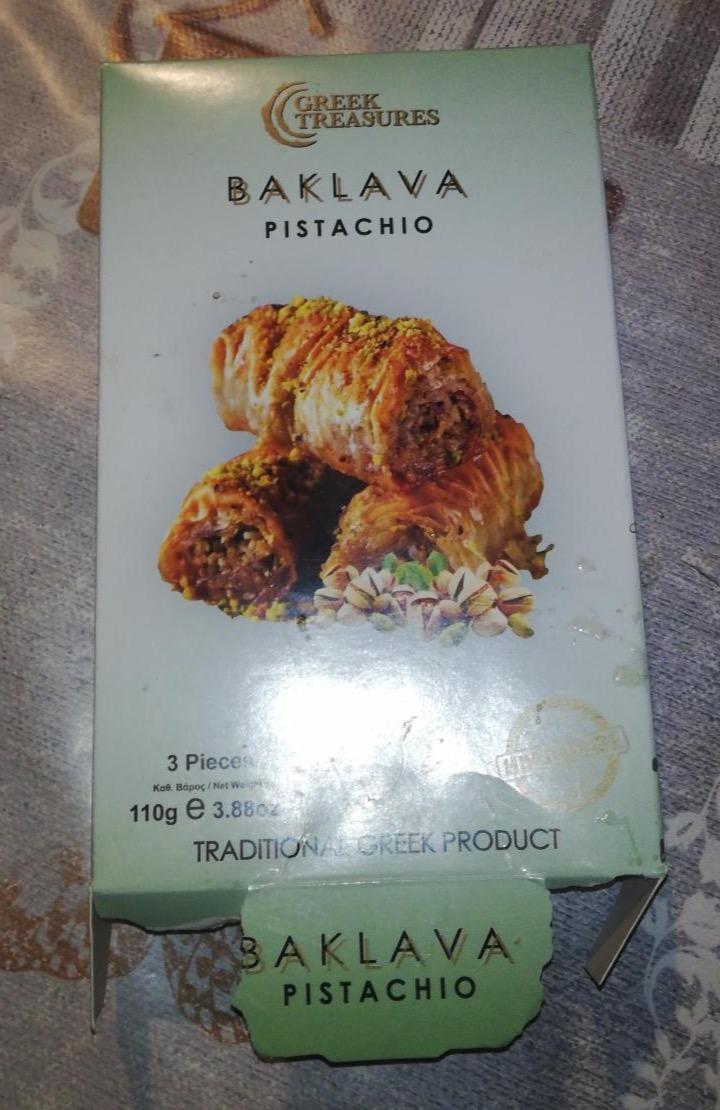 GREEK
TREASURES
BAKLAVA
PISTACHIO
3 Pieces
Καθ. Βάρος / Net Weight
110g e 3.88oz
TRADITIONAL GREEK PRODUCT
BAKLAVA
PISTACHIO